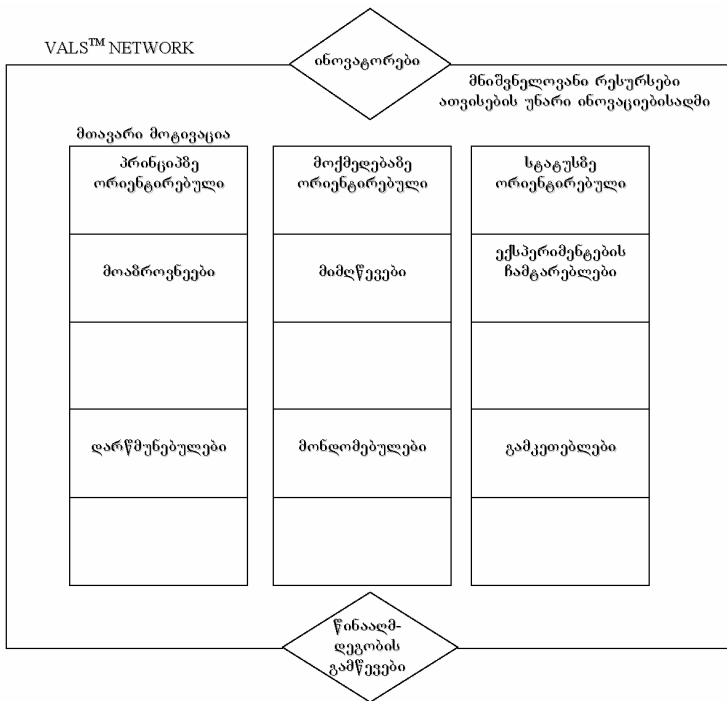 VALS™ NETWORK
ინოვატორები
მნიშვნელოვანი რესურსები
ათვისების უნარი ინოვაციებისადმი
მთავარი მოტივაცია
პრინციპზე
ორიენტირებული
მოქმედებაზე
ორიენტირებული
სტატუსზე
ორიენტირებული
მოაზროვნეები
მიმღწევები
ექსპერიმენტების
ჩამტარებლები
დარწმუნებულები
მონდომებულები
გამკეთებლები
წინააღმ-
დეგობის
გამწევები